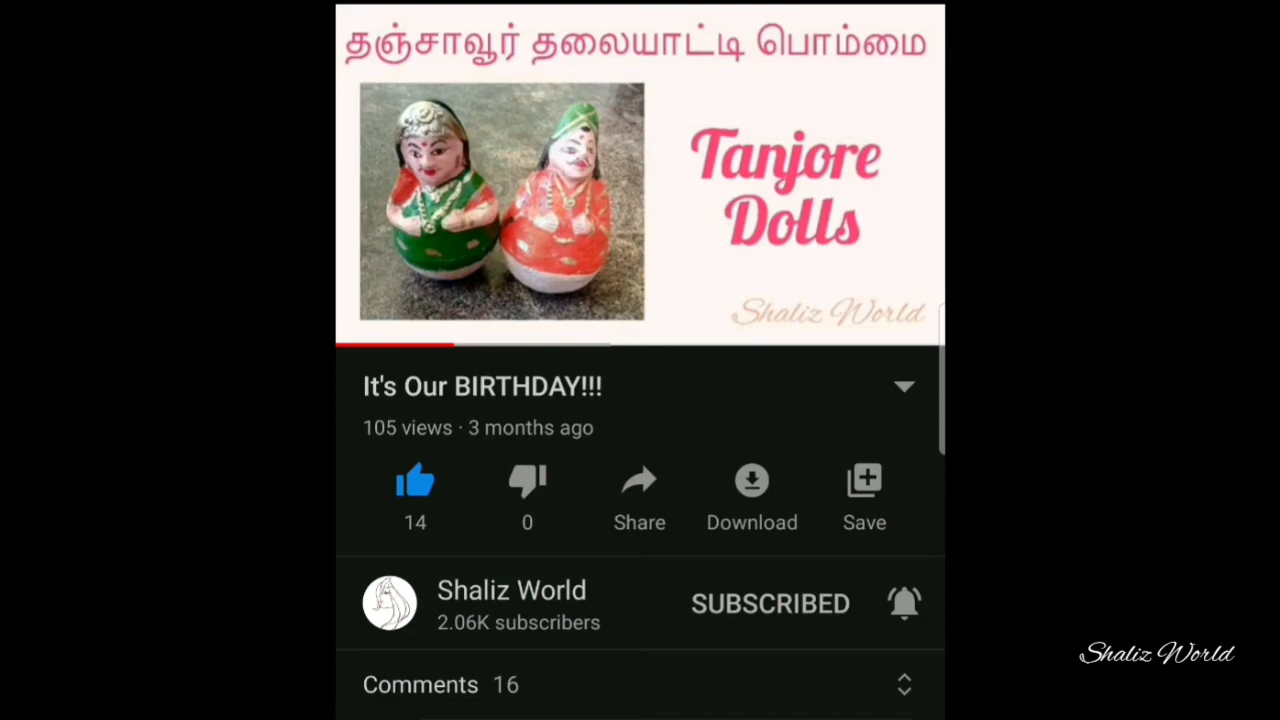 தஞ்சாவூர் தலையாட்டி பொம்மை
Tanjore
Dolls
Shaliz World
It's Our BIRTHDAY!!!
105 views · 3 months ago
14
0
Share
Download
Save
Shaliz World
2.06K subscribers
SUBSCRIBED
Comments 16
Shaliz World